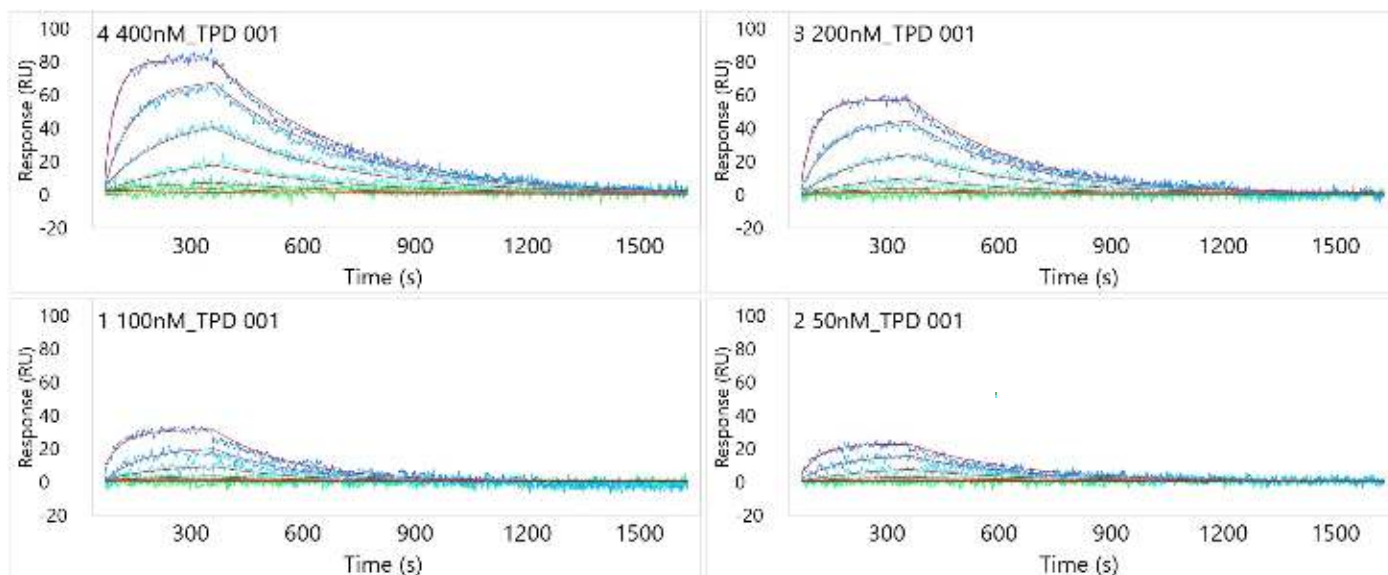 4 400nM_TPD 001
Response (RU)
100
80
60
40
20
0
-20
300 600 900 1200 1500
Time (s)
3 200nM_TPD 001
Response (RU)
100
80
60
40
20
0
-20
300 600 900 1200 1500
Time (s)
1 100nM_TPD 001
Response (RU)
100
80
60
40
20
0
-20
300 600 900 1200 1500
Time (s)
2 50nM_TPD 001
Response (RU)
100
80
60
40
20
0
-20
300 600 900 1200 1500
Time (s)